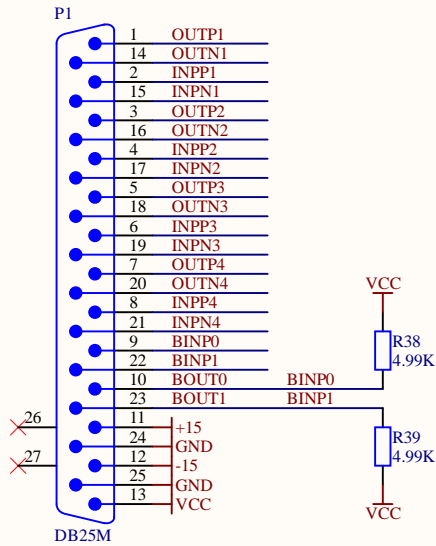 P1
1 OUTP1
14 OUTN1
2 INPP1
15 INPN1
3 OUTP2
16 OUTN2
4 INPP2
17 INPN2
5 OUTP3
18 OUTN3
6 INPP3
19 INPN3
7 OUTP4
20 OUTN4
8 INPP4
21 INPN4
9 BINP0
22 BINP1
10 BOUT0 BINP0
23 BOUT1 BINP1
11 +15
24 GND
12 -15
25 GND
13 VCC
26
27
DB25M
VCC
R38
4.99K
R39
4.99K
VCC